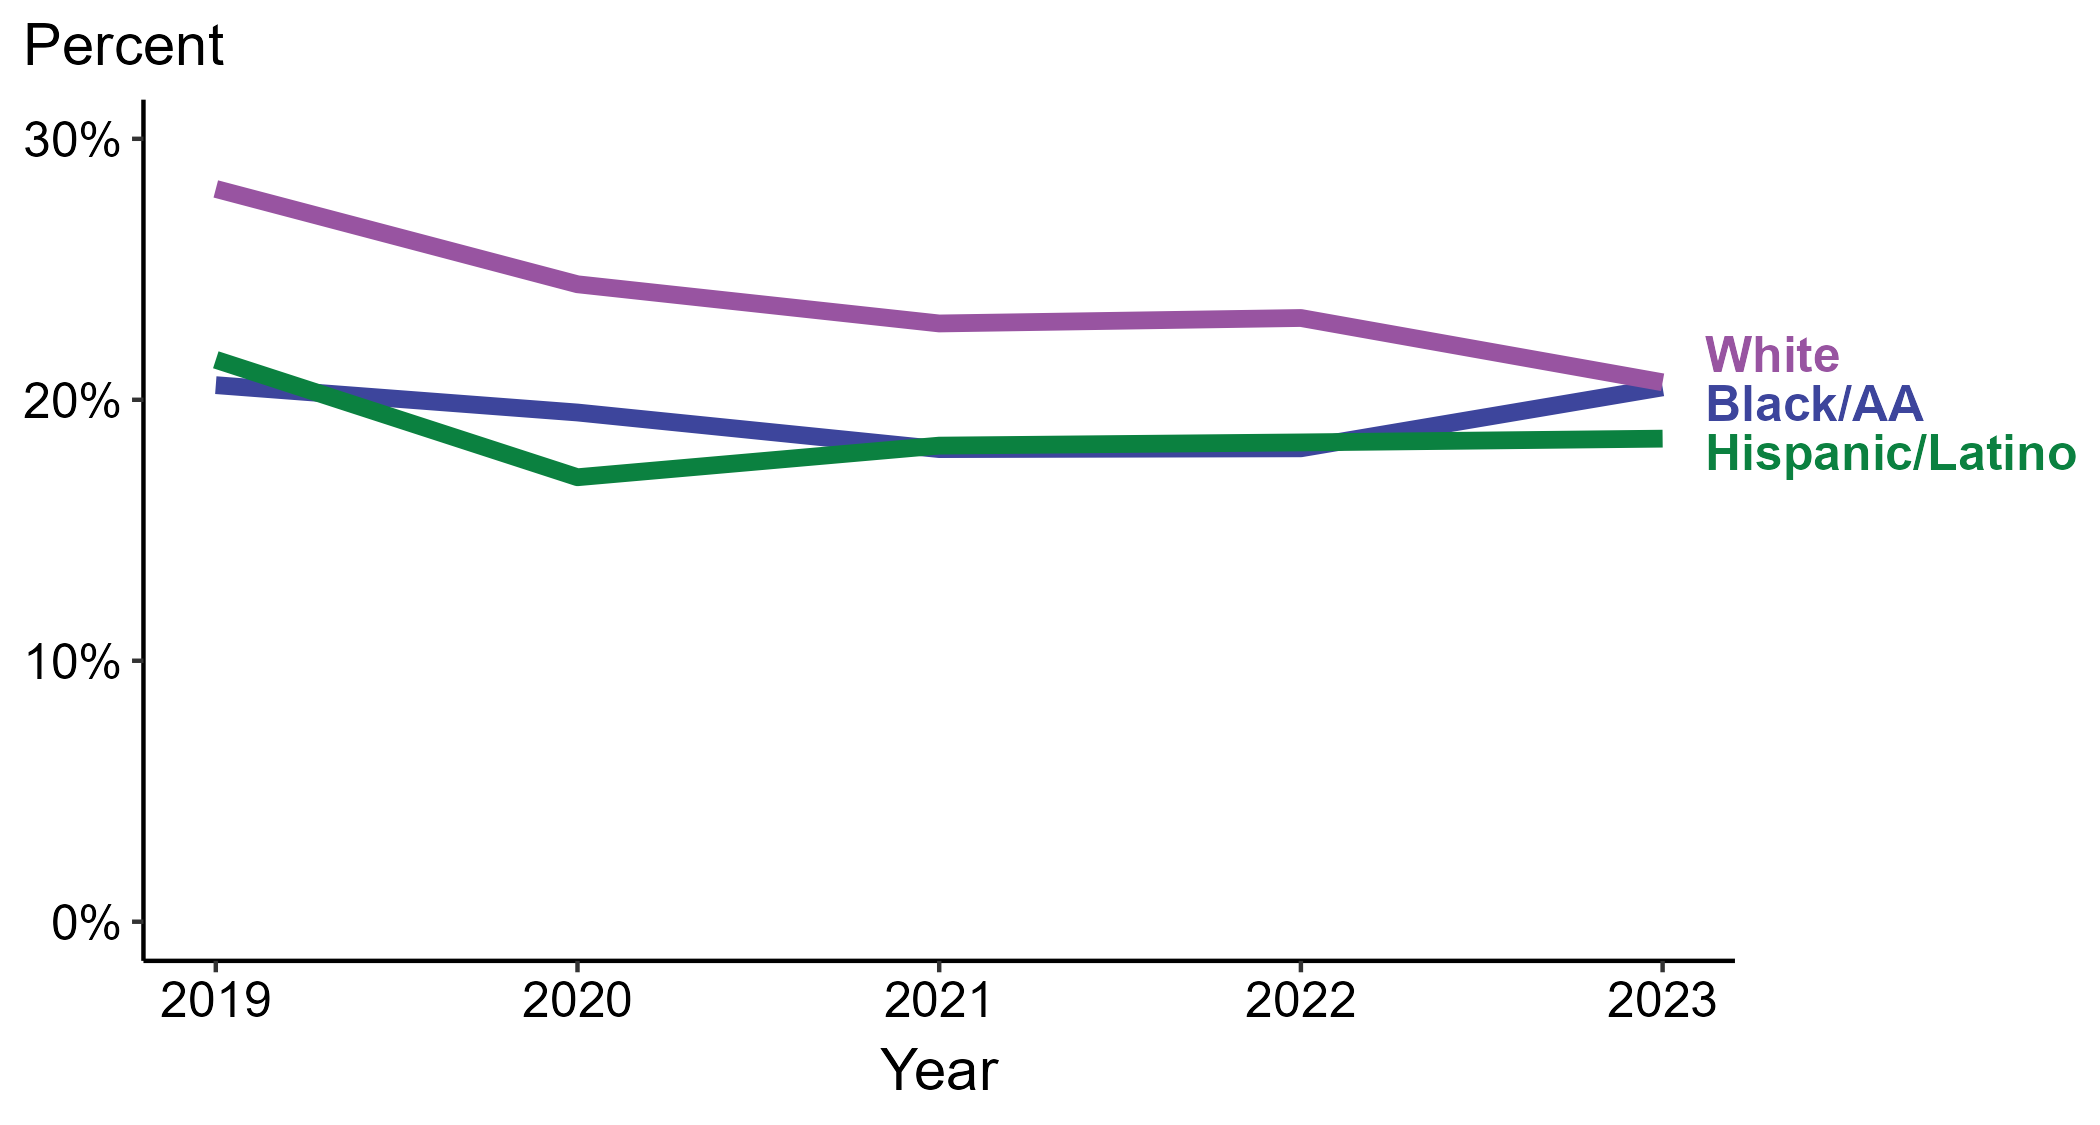 Percent
30%
20%
10%
0%
White
Black/AA
Hispanic/Latino
2019 2020 2021 2022 2023
Year